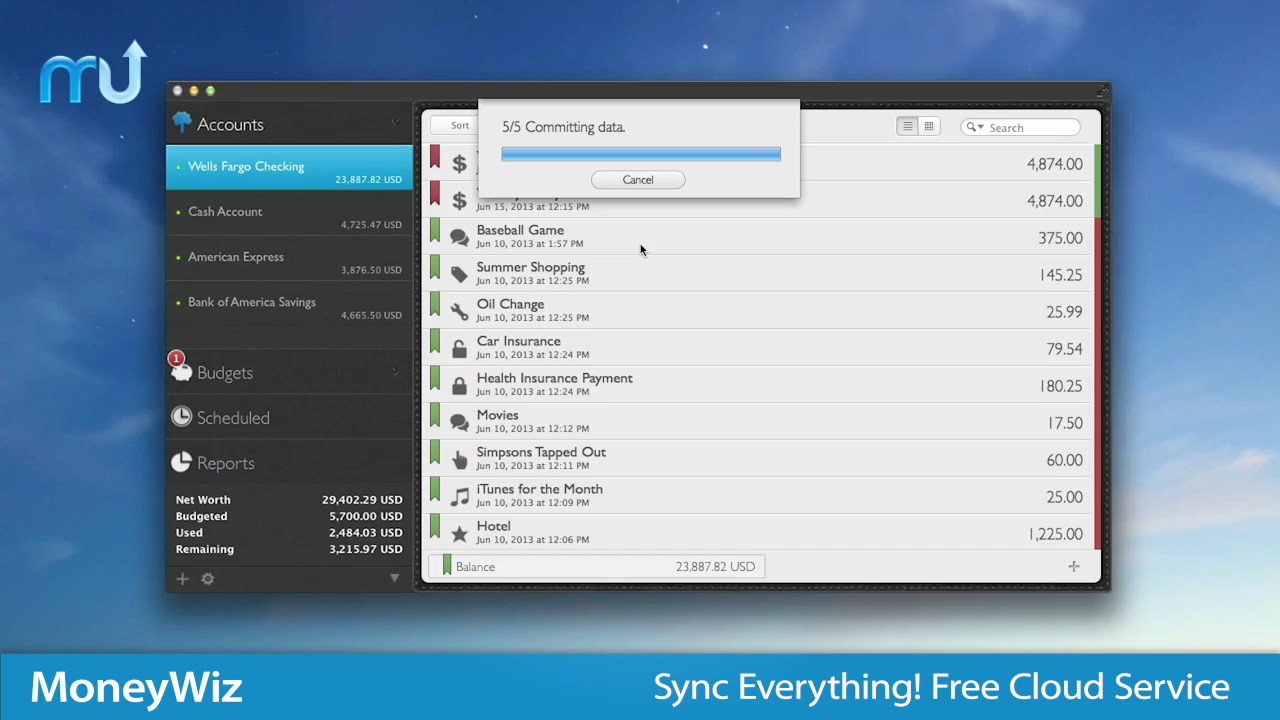 mu
Accounts
Wells Fargo Checking
23,887.82 USD
Cash Account
4,725.47 USD
American Express
3,876.50 USD
Bank of America Savings
4,665.50 USD
1
Budgets
Scheduled
Reports
Net Worth 29,402.29 USD
Budgeted 5,700.00 USD
Used 2,484.03 USD
Remaining 3,215.97 USD
Sort
Search
5/5 Committing data.
Cancel
4,874.00
4,874.00
Jun 15, 2013 at 12:15 PM
Baseball Game 375.00
Jun 10, 2013 at 1:57 PM
Summer Shopping 145.25
Jun 10, 2013 at 12:25 PM
Oil Change 25.99
Jun 10, 2013 at 12:25 PM
Car Insurance 79.54
Jun 10, 2013 at 12:24 PM
Health Insurance Payment 180.25
Jun 10, 2013 at 12:24 PM
Movies 17.50
Jun 10, 2013 at 12:12 PM
Simpsons Tapped Out 60.00
Jun 10, 2013 at 12:11 PM
iTunes for the Month 25.00
Jun 10, 2013 at 12:09 PM
Hotel 1,225.00
Jun 10, 2013 at 12:06 PM
Balance 23,887.82 USD
MoneyWiz
Sync Everything! Free Cloud Service